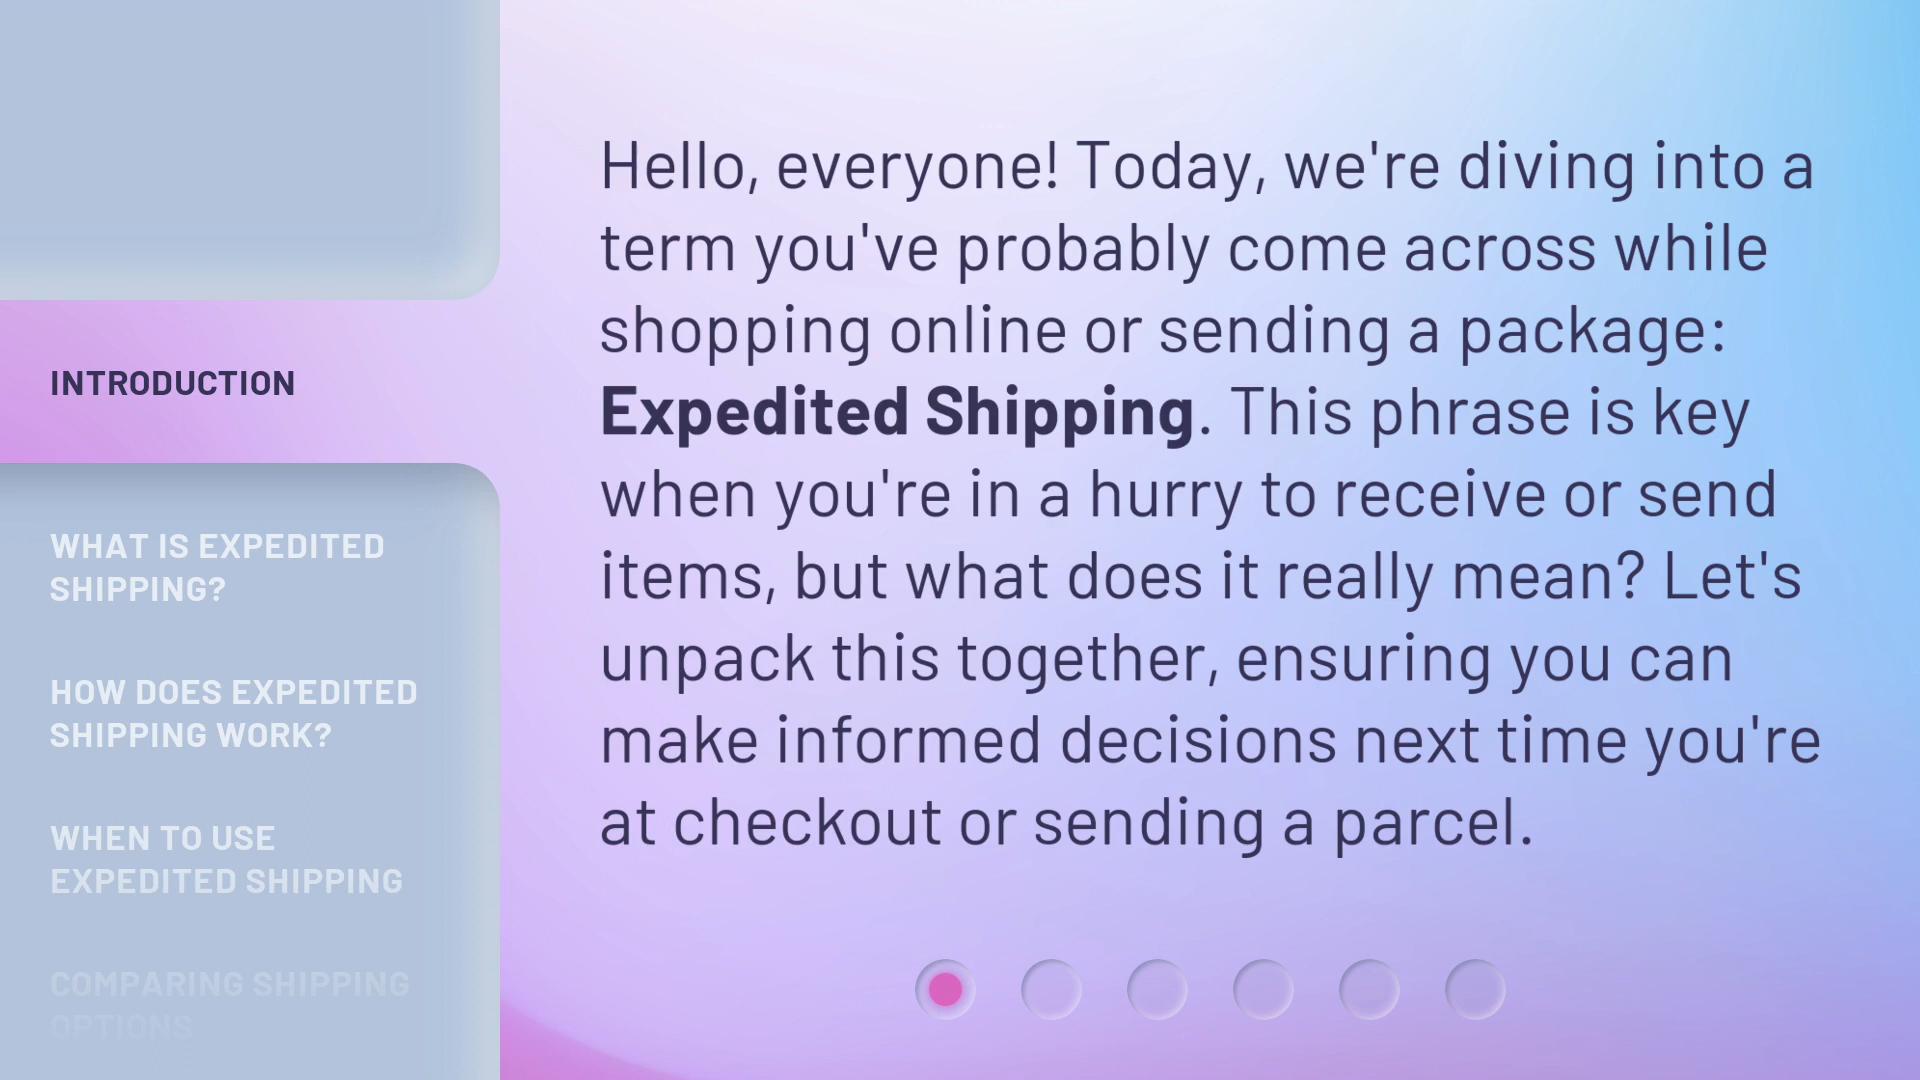 INTRODUCTION
WHAT IS EXPEDITED
SHIPPING?
HOW DOES EXPEDITED
SHIPPING WORK?
WHEN TO USE
EXPEDITED SHIPPING
COMPARING SHIPPING
OPTIONS
Hello, everyone! Today, we're diving into a
term you've probably come across while
shopping online or sending a package:
Expedited Shipping. This phrase is key
when you're in a hurry to receive or send
items, but what does it really mean? Let's
unpack this together, ensuring you can
make informed decisions next time you're
at checkout or sending a parcel.